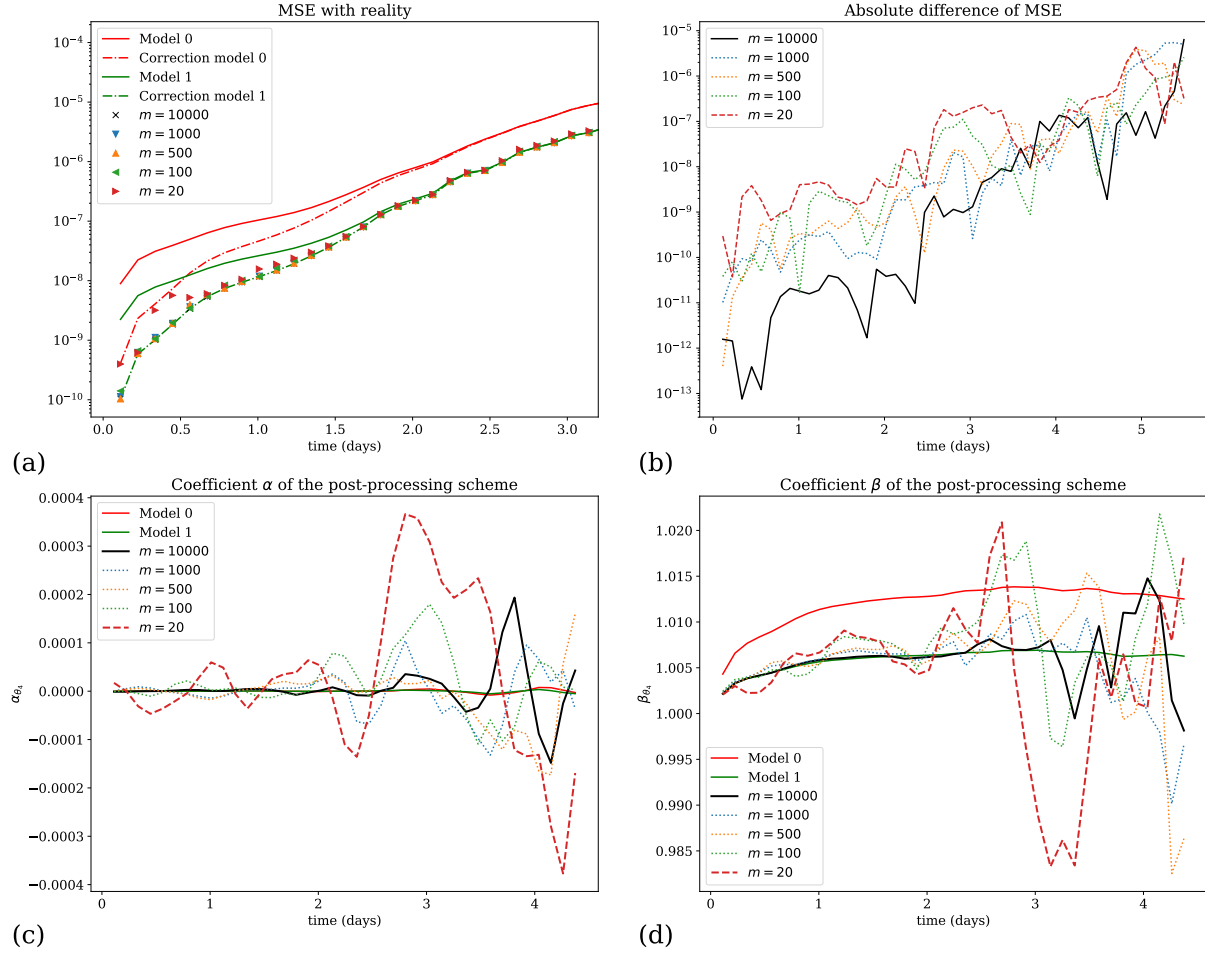 MSE with reality
10⁻⁴
10⁻⁵
10⁻⁶
10⁻⁷
10⁻⁸
10⁻⁹
10⁻¹⁰
Model 0
Correction model 0
Model 1
Correction model 1
m = 10000
m = 1000
m = 500
m = 100
m = 20
0.0 0.5 1.0 1.5 2.0 2.5 3.0
time (days)
(a)
Absolute difference of MSE
10⁻⁵
10⁻⁶
10⁻⁷
10⁻⁸
10⁻⁹
10⁻¹⁰
10⁻¹¹
10⁻¹²
10⁻¹³
m = 10000
m = 1000
m = 500
m = 100
m = 20
0 1 2 3 4 5
time (days)
(b)
Coefficient α of the post-processing scheme
0.0004
0.0003
0.0002
0.0001
0.0000
−0.0001
−0.0002
−0.0003
−0.0004
α_θ₄
Model 0
Model 1
m = 10000
m = 1000
m = 500
m = 100
m = 20
0 1 2 3 4
time (days)
(c)
Coefficient β of the post-processing scheme
1.020
1.015
1.010
1.005
1.000
0.995
0.990
0.985
β_θ₄
Model 0
Model 1
m = 10000
m = 1000
m = 500
m = 100
m = 20
0 1 2 3 4
time (days)
(d)